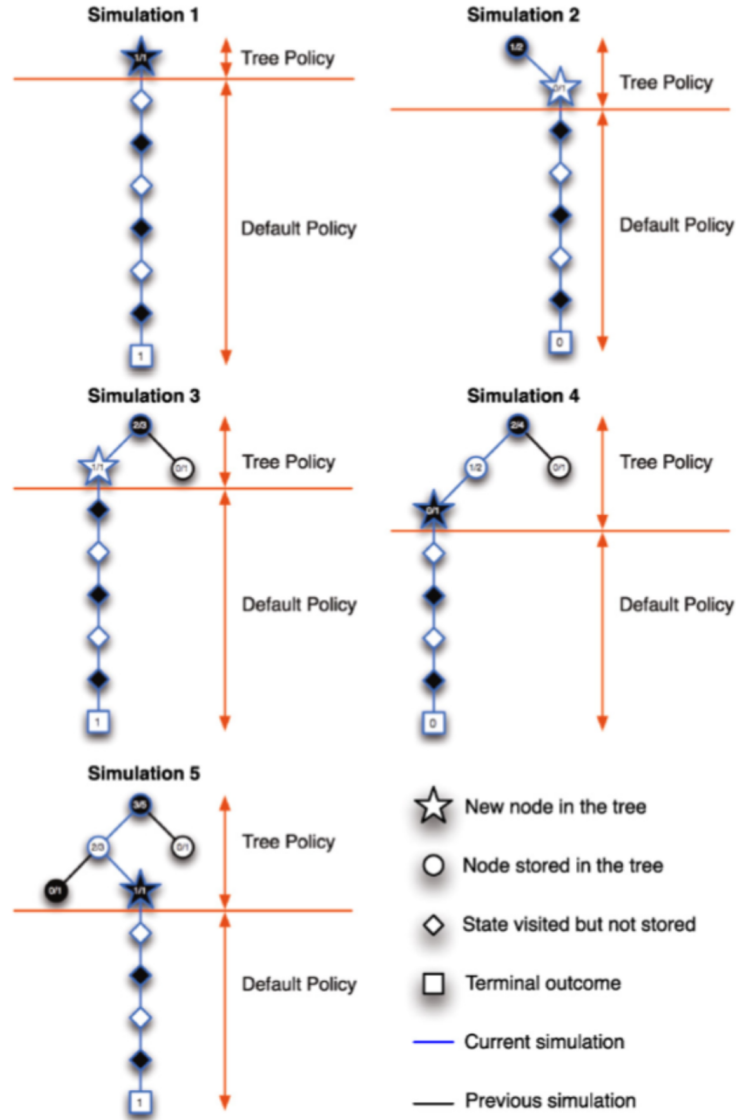 Simulation 1
1/1
Tree Policy
Default Policy
1
Simulation 2
1/2
0/1
Tree Policy
Default Policy
0
Simulation 3
2/3
1/1
0/1
Tree Policy
Default Policy
1
Simulation 4
2/4
1/2
0/1
0/1
Tree Policy
Default Policy
0
Simulation 5
3/5
2/3
0/1
0/1
1/1
Tree Policy
Default Policy
1
New node in the tree
Node stored in the tree
State visited but not stored
Terminal outcome
Current simulation
Previous simulation